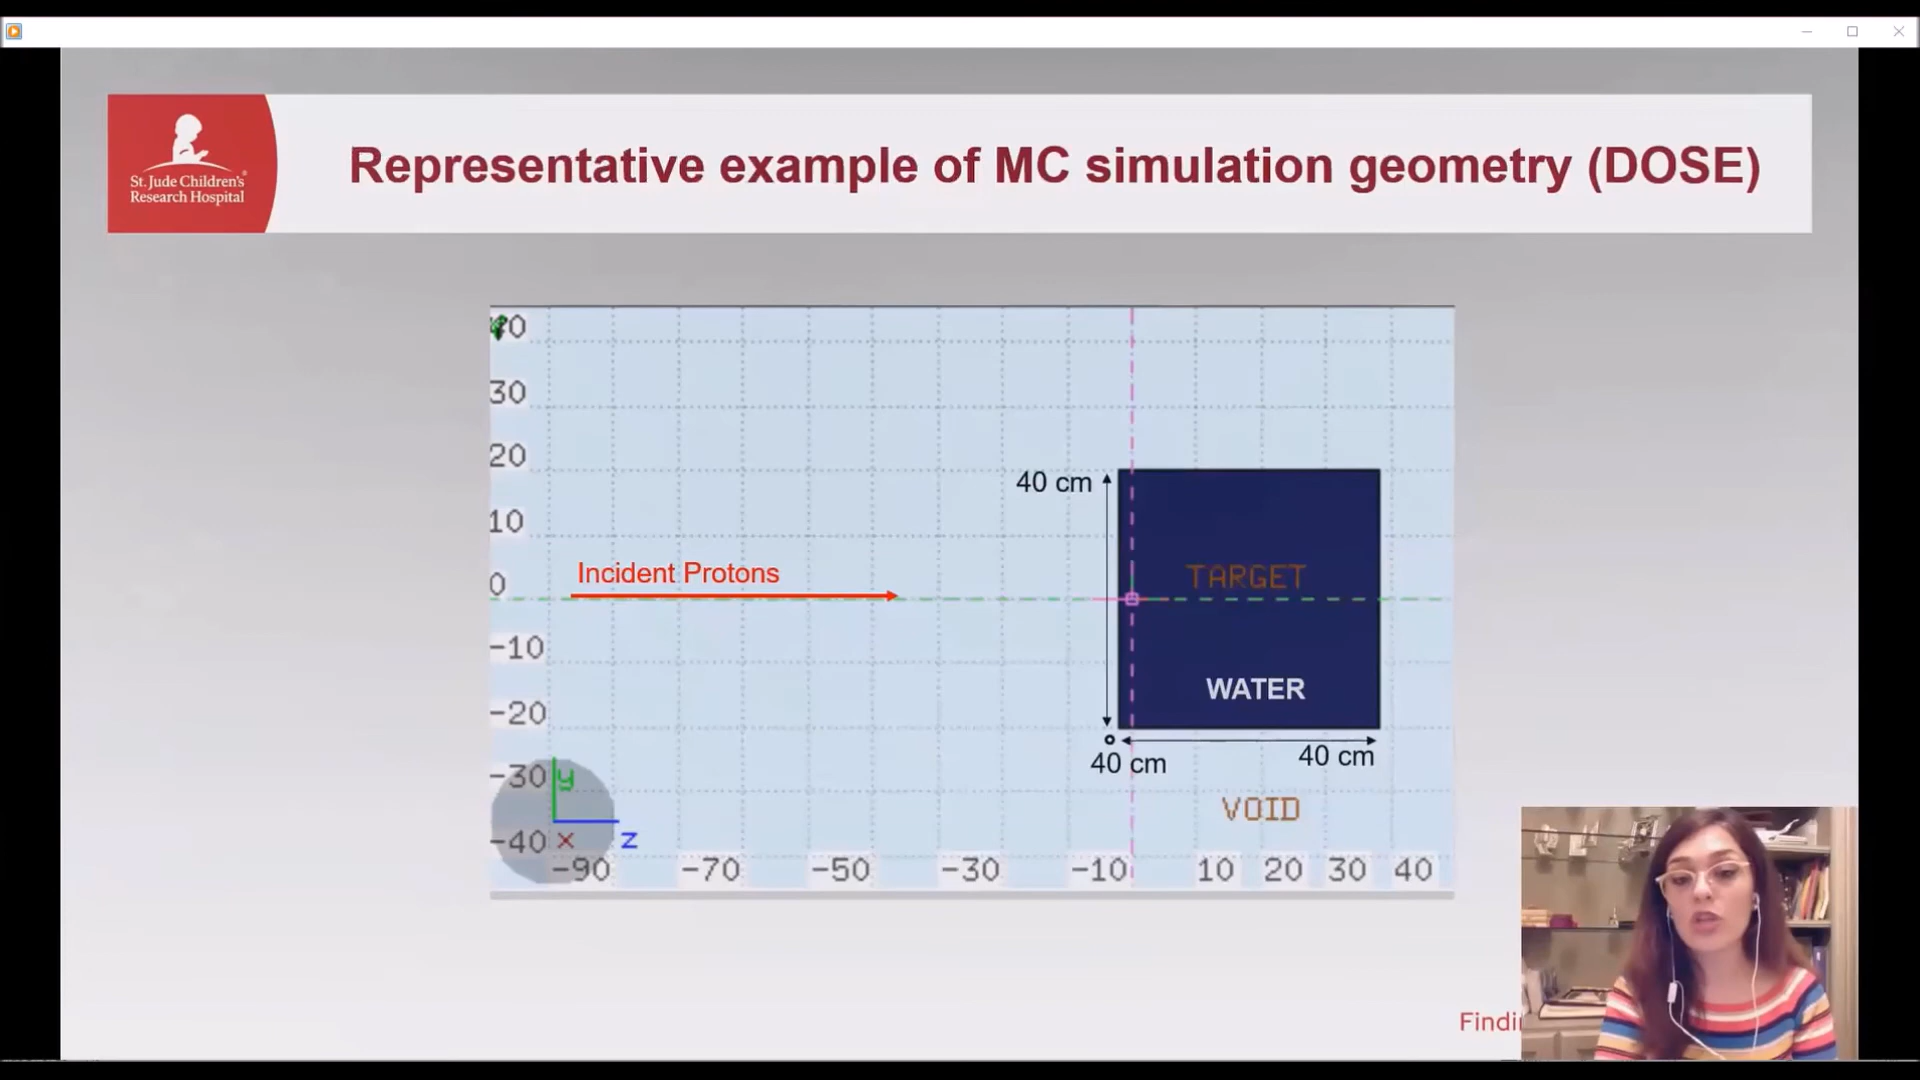 St. Jude Children's®
Research Hospital
Representative example of MC simulation geometry (DOSE)
30
20
10
0
-10
-20
-30
-40
40 cm
Incident Protons
TARGET
WATER
40 cm
40 cm
VOID
y
x
z
-90 -70 -50 -30 -10 10 20 30 40